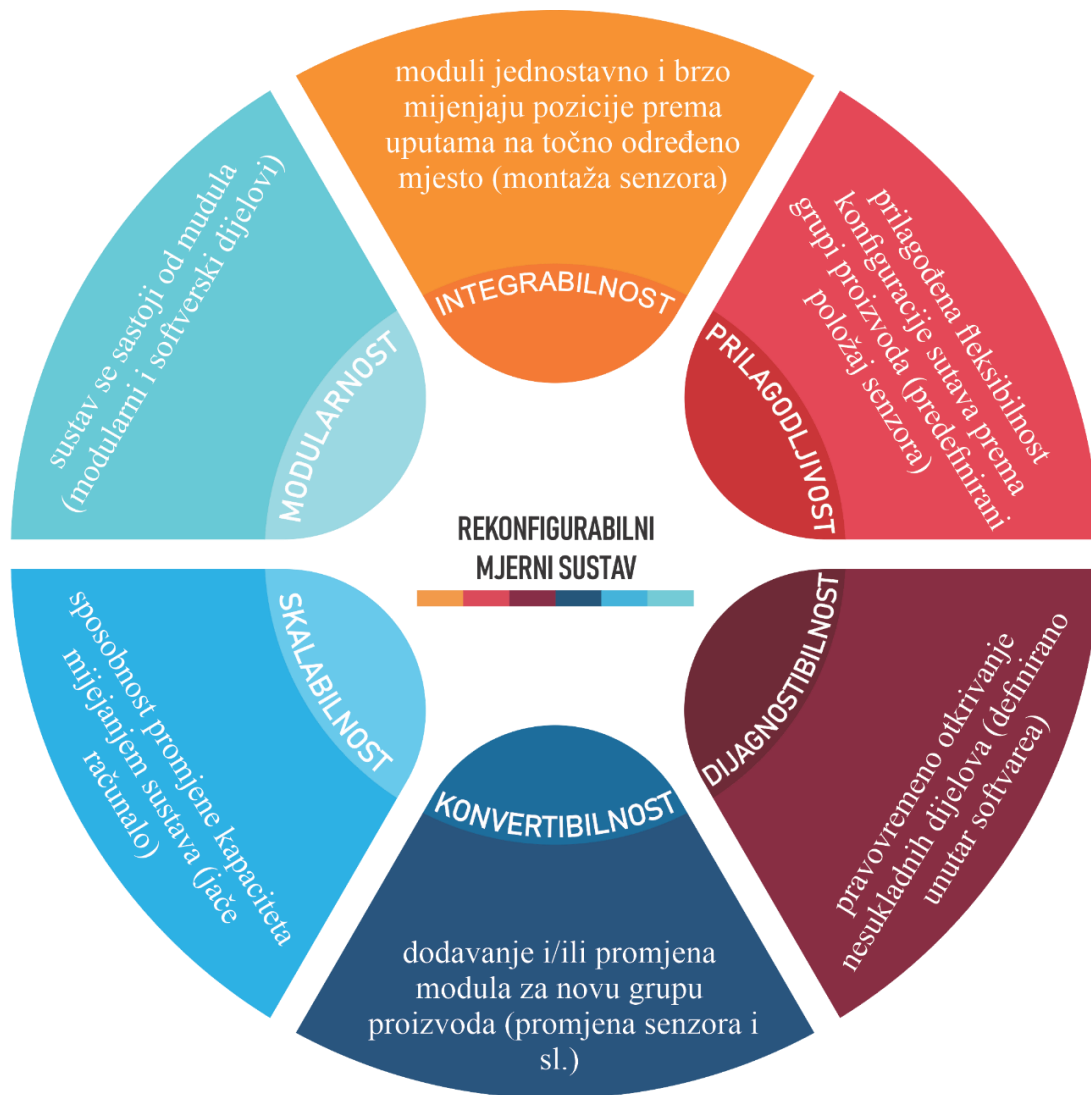 moduli jednostavno i brzo
mijenjaju pozicije prema
uputama na točno određeno
mjesto (montaža senzora)
INTEGRABILNOST
prilagođena fleksibilnost
konfiguracije sutava prema
grupi proizvoda (predefinirani
položaj senzora)
PRILAGODLJIVOST
pravovremeno otkrivanje
nesukladnih dijelova (definirano
unutar softvarea)
DIJAGNOSTIBILNOST
KONVERTIBILNOST
dodavanje i/ili promjena
modula za novu grupu
proizvoda (promjena senzora i
sl.)
SKALABILNOST
sposobnost promjene kapaciteta
mijejanjem sustava (jače
računalo)
sustav se sastoji od mudula
(modularni i softverski dijelovi)
MODULARNOST
REKONFIGURABILNI
MJERNI SUSTAV